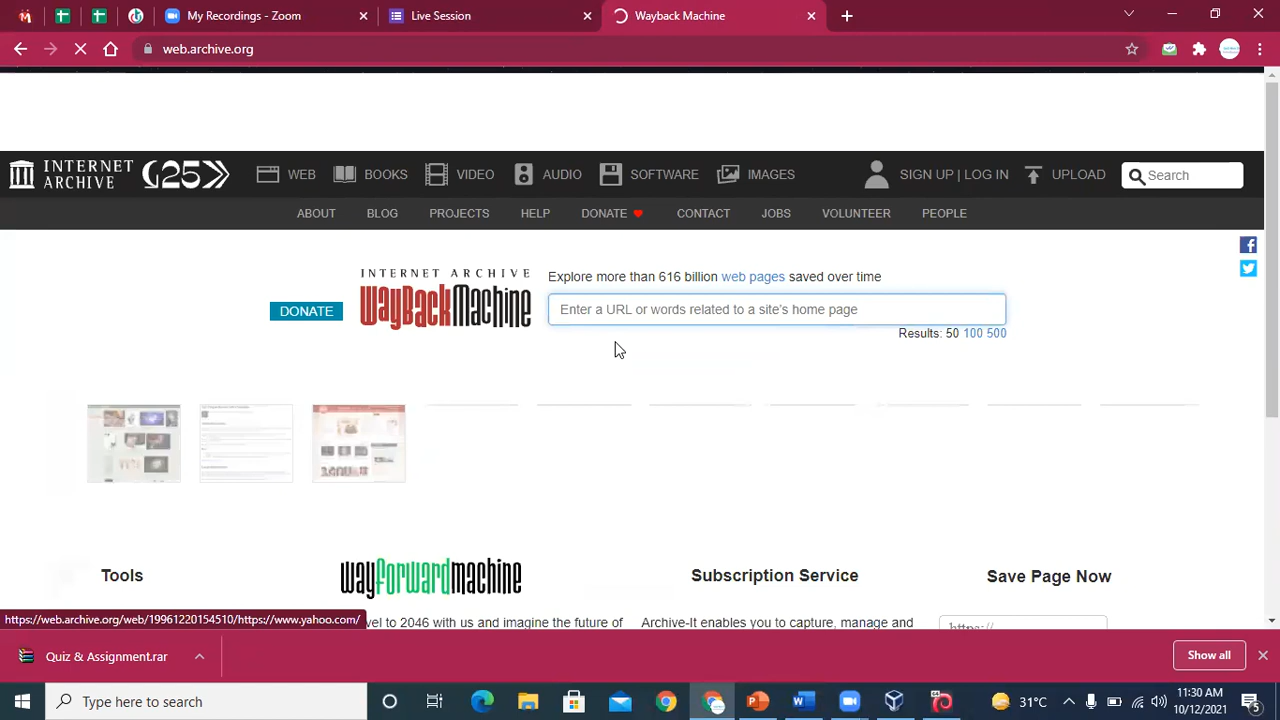 My Recordings - Zoom
Live Session
Wayback Machine
web.archive.org
INTERNET ARCHIVE
25
WEB
BOOKS
VIDEO
AUDIO
SOFTWARE
IMAGES
SIGN UP | LOG IN
UPLOAD
Search
ABOUT
BLOG
PROJECTS
HELP
DONATE
CONTACT
JOBS
VOLUNTEER
PEOPLE
DONATE
INTERNET ARCHIVE
WayBackMachine
Explore more than 616 billion web pages saved over time
Enter a URL or words related to a site's home page
Results: 50 100 500
Tools
wayforwardmachine
Subscription Service
Save Page Now
https://web.archive.org/web/19961220154510/https://www.yahoo.com/
vel to 2046 with us and imagine the future of
Archive-It enables you to capture, manage and
https://
Quiz & Assignment.rar
Show all
Type here to search
31°C
11:30 AM
10/12/2021
5